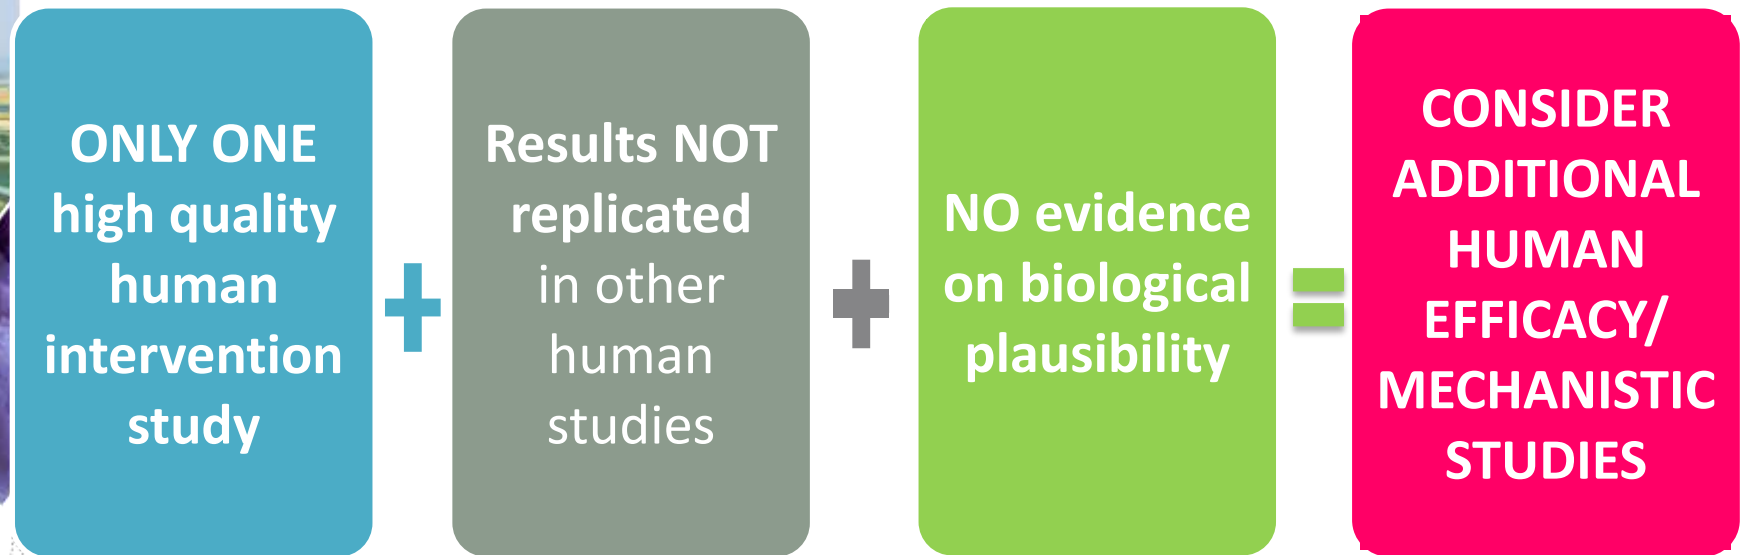 ONLY ONE
high quality
human
intervention
study
Results NOT
replicated
in other
human
studies
NO evidence
on biological
plausibility
CONSIDER
ADDITIONAL
HUMAN
EFFICACY/
MECHANISTIC
STUDIES